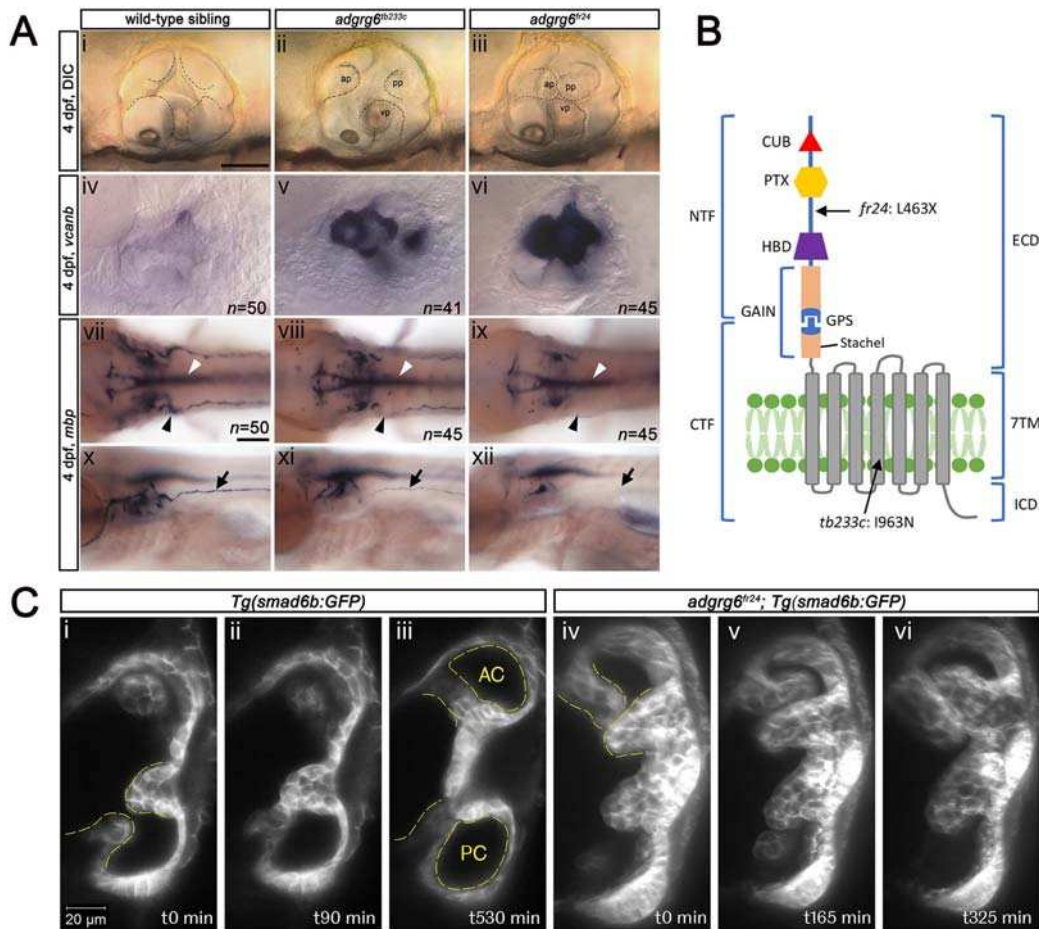 A
wild-type sibling
adgrg6tb233c
adgrg6fr24
4 dpf, DIC
i
ii
ap
pp
vp
iii
ap
pp
vp
4 dpf, vcanb
iv
n=50
v
n=41
vi
n=45
4 dpf, mbp
vii
n=50
viii
n=45
ix
n=45
x
xi
xii
B
CUB
PTX
NTF
fr24: L463X
HBD
ECD
GAIN
GPS
Stachel
CTF
7TM
ICD
tb233c: I963N
C
Tg(smad6b:GFP)
adgrg6fr24; Tg(smad6b:GFP)
i
20 µm
t0 min
ii
t90 min
iii
AC
PC
t530 min
iv
t0 min
v
t165 min
vi
t325 min